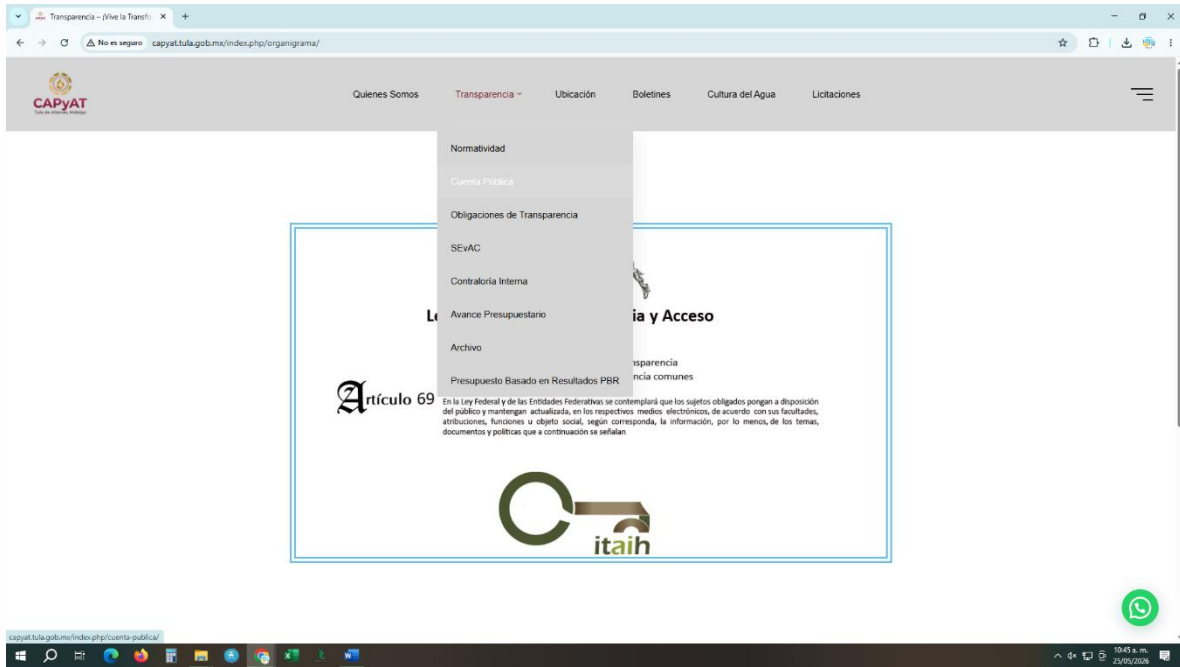 Transparencia – ¡Vive la Transfo
No es seguro capyat.tula.gob.mx/index.php/organigrama/
CAPyAT
Tula de Allende, Hidalgo
Quienes Somos Transparencia Ubicación Boletines Cultura del Agua Licitaciones
Normatividad
Cuenta Pública
Obligaciones de Transparencia
SEvAC
Contraloría Interna
Le ia y Acceso
Avance Presupuestario
Archivo
nsparencia
ncia comunes
Presupuesto Basado en Resultados PBR
Artículo 69
En la Ley Federal y de las Entidades Federativas se contemplará que los sujetos obligados pongan a disposición
del público y mantengan actualizada, en los respectivos medios electrónicos, de acuerdo con sus facultades,
atribuciones, funciones u objeto social, según corresponda, la información, por lo menos, de los temas,
documentos y políticas que a continuación se señalan
itaih
capyat.tula.gob.mx/index.php/cuenta-publica/
10:45 a. m.
25/05/2026